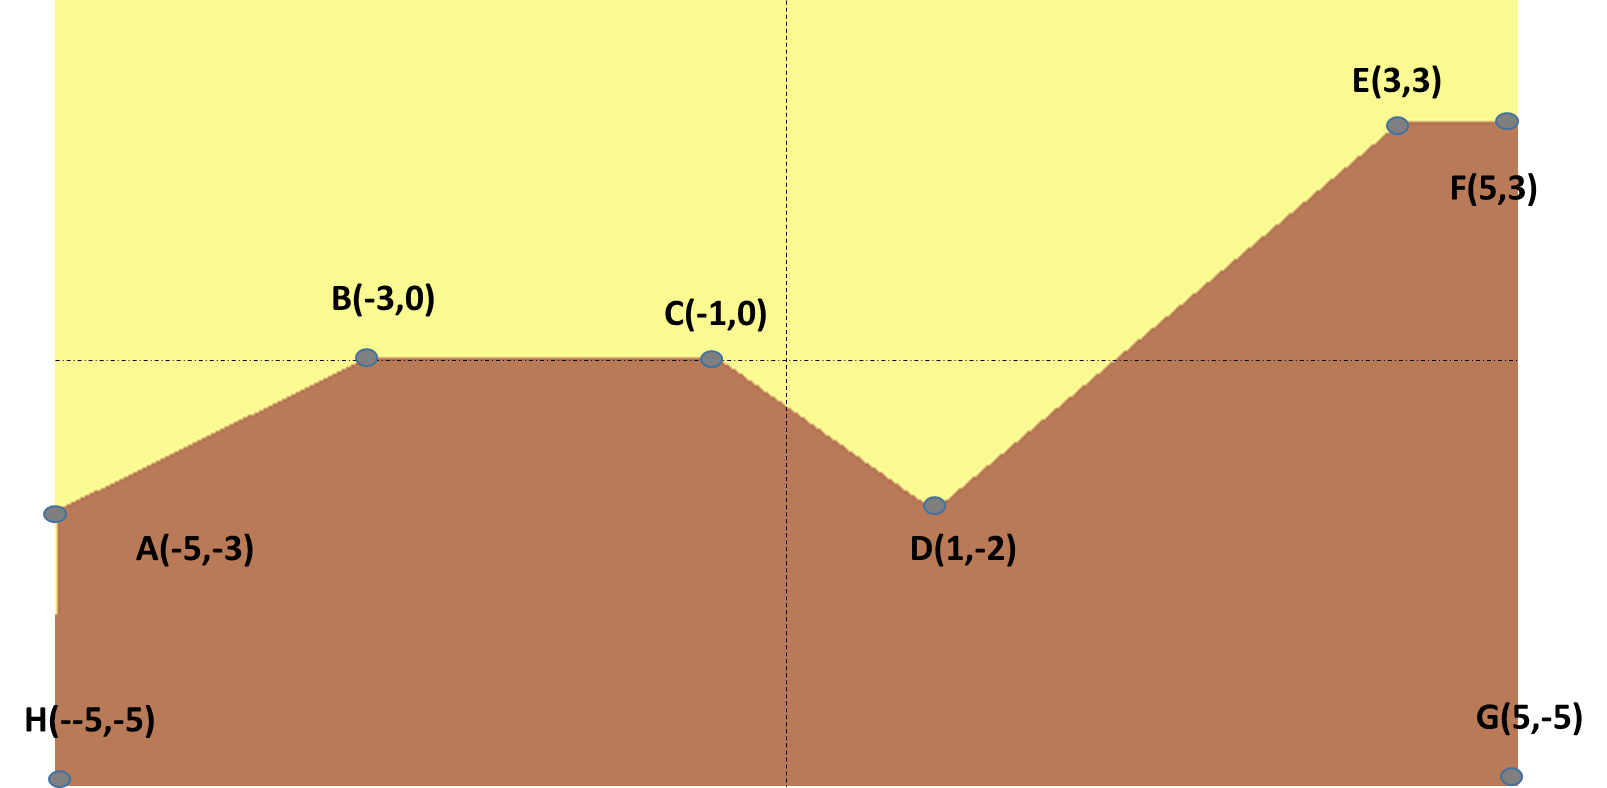 E(3,3)
F(5,3)
B(-3,0)
C(-1,0)
A(-5,-3)
D(1,-2)
H(--5,-5)
G(5,-5)